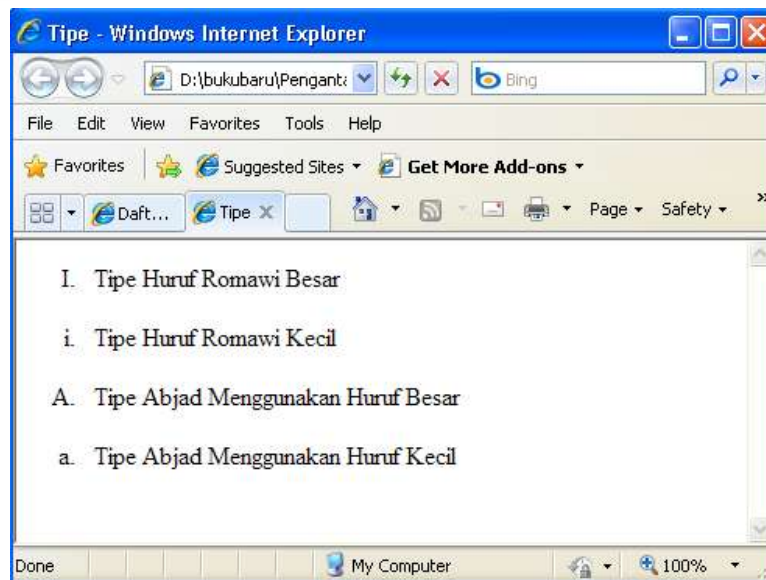 Tipe - Windows Internet Explorer
D:\bukubaru\Penganta Bing
File Edit View Favorites Tools Help
Favorites Suggested Sites Get More Add-ons
Daft... Tipe Page Safety
I. Tipe Huruf Romawi Besar
i. Tipe Huruf Romawi Kecil
A. Tipe Abjad Menggunakan Huruf Besar
a. Tipe Abjad Menggunakan Huruf Kecil
Done My Computer 100%